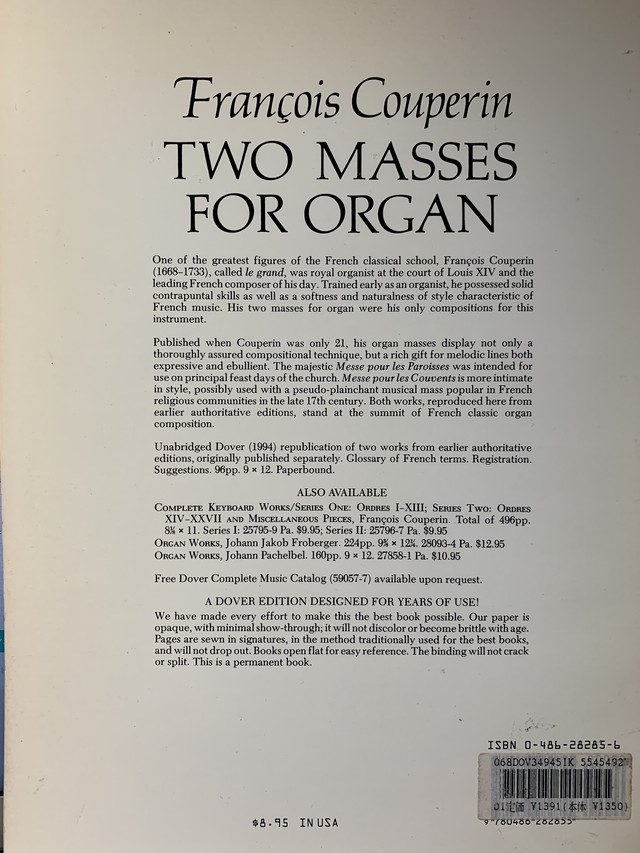 François Couperin
TWO MASSES
FOR ORGAN
One of the greatest figures of the French classical school, François Couperin
(1668–1733), called le grand, was royal organist at the court of Louis XIV and the
leading French composer of his day. Trained early as an organist, he possessed solid
contrapuntal skills as well as a softness and naturalness of style characteristic of
French music. His two masses for organ were his only compositions for this
instrument.
Published when Couperin was only 21, his organ masses display not only a
thoroughly assured compositional technique, but a rich gift for melodic lines both
expressive and ebullient. The majestic Messe pour les Paroisses was intended for
use on principal feast days of the church. Messe pour les Couvents is more intimate
in style, possibly used with a pseudo-plainchant musical mass popular in French
religious communities in the late 17th century. Both works, reproduced here from
earlier authoritative editions, stand at the summit of French classic organ
composition.
Unabridged Dover (1994) republication of two works from earlier authoritative
editions, originally published separately. Glossary of French terms. Registration.
Suggestions. 96pp. 9 × 12. Paperbound.
ALSO AVAILABLE
COMPLETE KEYBOARD WORKS/SERIES ONE: ORDRES I–XIII; SERIES TWO: ORDRES
XIV–XXVII AND MISCELLANEOUS PIECES, François Couperin. Total of 496pp.
8⅛ × 11. Series I: 25795-9 Pa. $9.95; Series II: 25796-7 Pa. $9.95
ORGAN WORKS, Johann Jakob Froberger. 224pp. 9⅜ × 12¼. 28093-4 Pa. $12.95
ORGAN WORKS, Johann Pachelbel. 160pp. 9 × 12. 27858-1 Pa. $10.95
Free Dover Complete Music Catalog (59057-7) available upon request.
A DOVER EDITION DESIGNED FOR YEARS OF USE!
We have made every effort to make this the best book possible. Our paper is
opaque, with minimal show-through; it will not discolor or become brittle with age.
Pages are sewn in signatures, in the method traditionally used for the best books,
and will not drop out. Books open flat for easy reference. The binding will not crack
or split. This is a permanent book.
ISBN 0-486-28285-6
068DOV34945IK 5545492
01定価 ¥1391(本体 ¥1350)
9 780486 282855
$8.95 IN USA